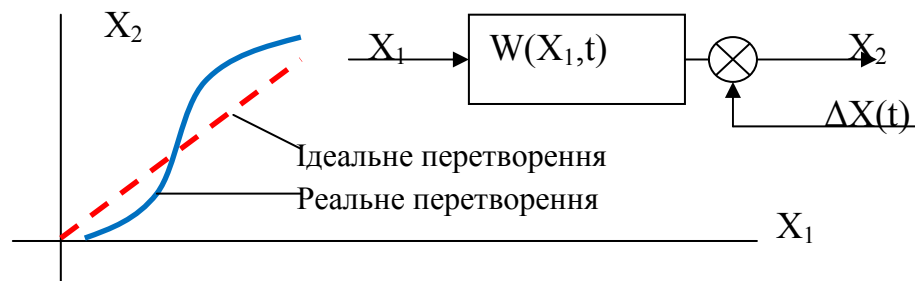 X₂
X₁
W(X₁,t)
X₂
ΔX(t)
Ідеальне перетворення
Реальне перетворення
X₁